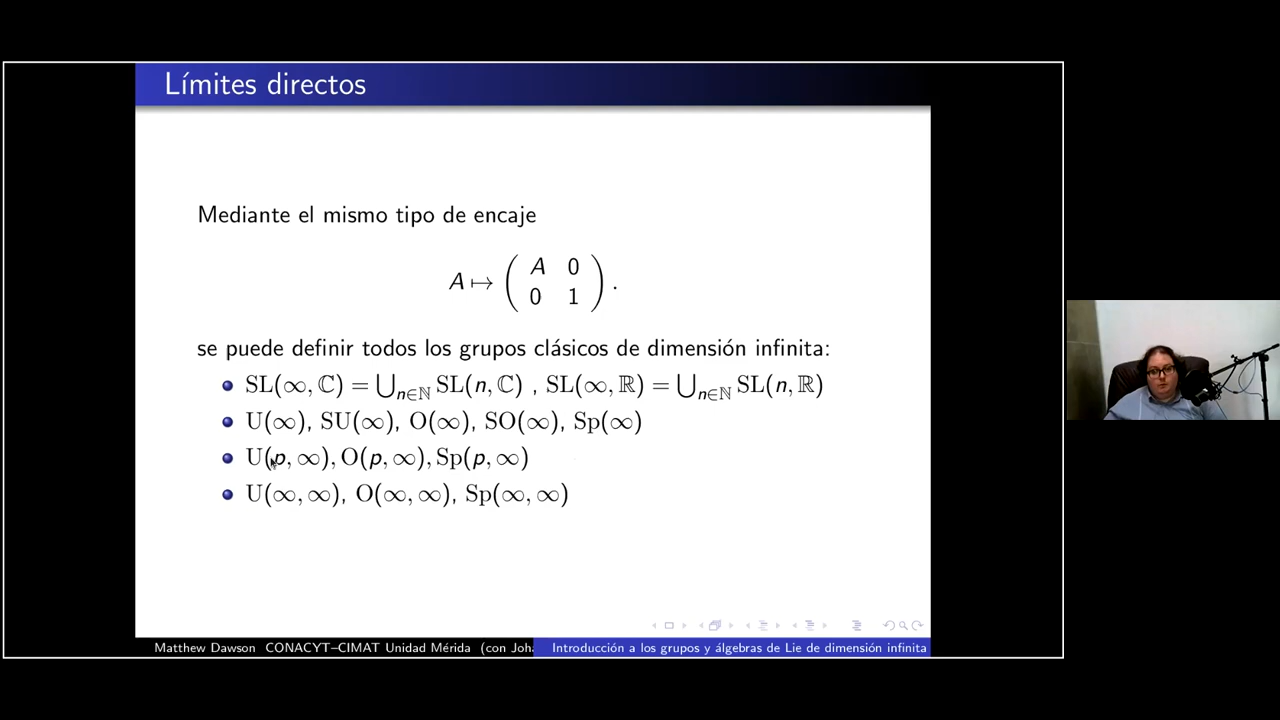 Límites directos
Mediante el mismo tipo de encaje
A ↦ ( A 0
0 1 ) .
se puede definir todos los grupos clásicos de dimensión infinita:
SL(∞, ℂ) = ⋃n∈ℕ SL(n, ℂ) , SL(∞, ℝ) = ⋃n∈ℕ SL(n, ℝ)
U(∞), SU(∞), O(∞), SO(∞), Sp(∞)
U(p, ∞), O(p, ∞), Sp(p, ∞)
U(∞, ∞), O(∞, ∞), Sp(∞, ∞)
Matthew Dawson CONACYT–CIMAT Unidad Mérida (con Joha Introducción a los grupos y álgebras de Lie de dimensión infinita